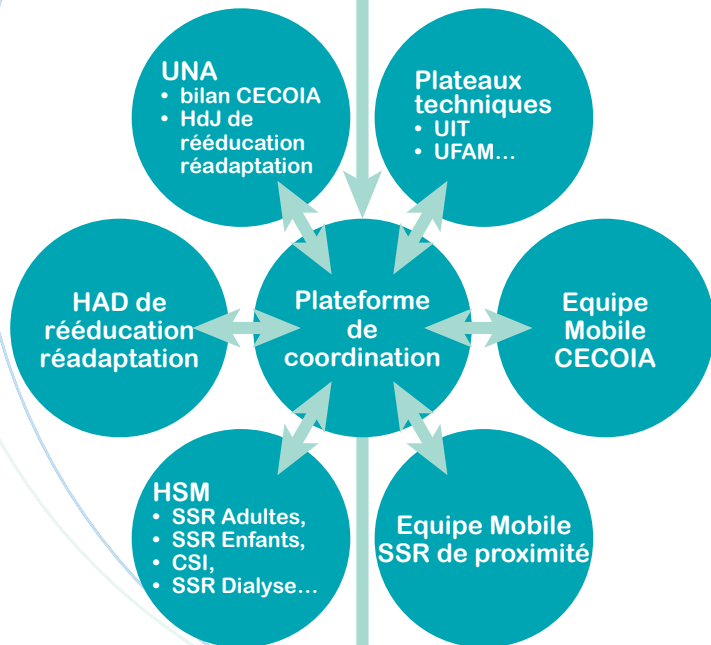 UNA
• bilan CECOIA
• HdJ de
rééducation
réadaptation
Plateaux
techniques
• UIT
• UFAM...
HAD de
rééducation
réadaptation
Plateforme
de
coordination
Equipe
Mobile
CECOIA
HSM
• SSR Adultes,
• SSR Enfants,
• CSI,
• SSR Dialyse...
Equipe Mobile
SSR de proximité